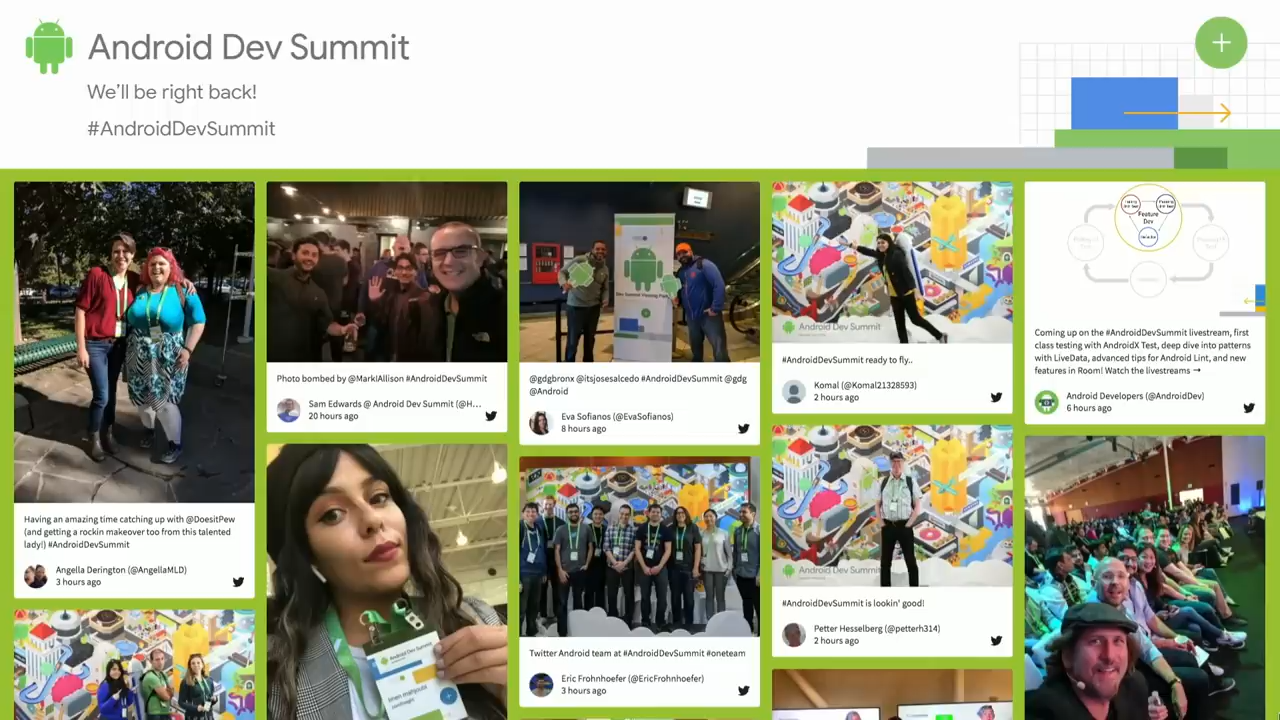 Android Dev Summit
We'll be right back!
#AndroidDevSummit
Having an amazing time catching up with @DoesitPew
(and getting a rockin makeover too from this talented
lady!) #AndroidDevSummit
Angella Derington (@AngellaMLD)
3 hours ago
Photo bombed by @MarkIAllison #AndroidDevSummit
Sam Edwards @ Android Dev Summit (@H...
20 hours ago
Android Dev Summit
Dev Summit Viewing Party
@gdgbronx @itsjosesalcedo #AndroidDevSummit @gdg
@Android
Eva Sofianos (@EvaSofianos)
8 hours ago
Twitter Android team at #AndroidDevSummit #oneteam
Eric Frohnhoefer (@EricFrohnhoefer)
3 hours ago
Android Dev Summit
#AndroidDevSummit ready to fly..
Komal (@Komal21328593)
2 hours ago
Android Dev Summit
#AndroidDevSummit is lookin' good!
Petter Hesselberg (@petterh314)
2 hours ago
Feature
Dev
Coming up on the #AndroidDevSummit livestream, first
class testing with AndroidX Test, deep dive into patterns
with LiveData, advanced tips for Android Lint, and new
features in Room! Watch the livestreams →
Android Developers (@AndroidDev)
6 hours ago